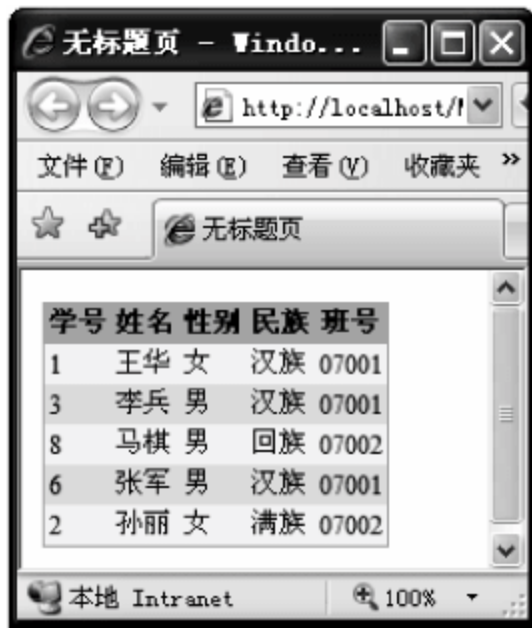 无标题页 - Windo...
http://localhost/M
文件(F) 编辑(E) 查看(V) 收藏夹 »
无标题页
学号 姓名 性别 民族 班号
1 王华 女 汉族 07001
3 李兵 男 汉族 07001
8 马棋 男 回族 07002
6 张军 男 汉族 07001
2 孙丽 女 满族 07002
本地 Intranet 100%